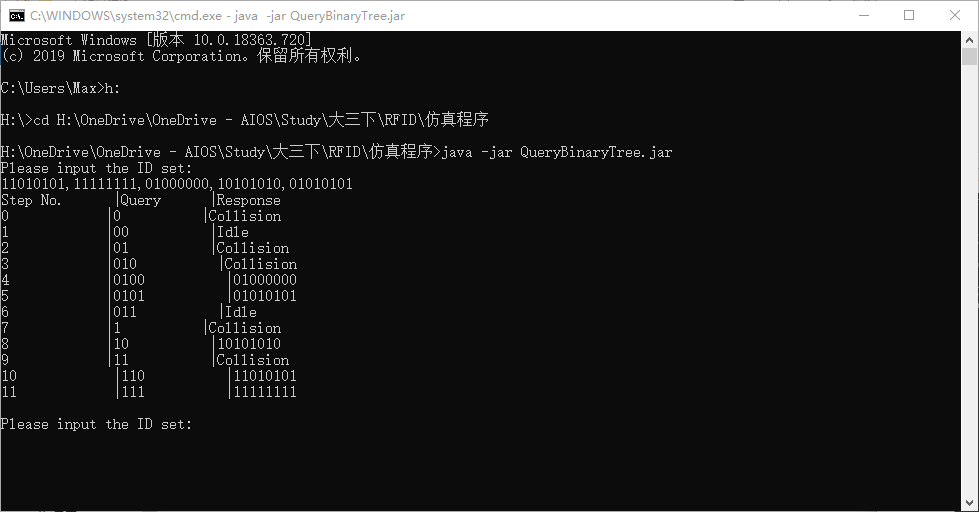 C:\WINDOWS\system32\cmd.exe - java -jar QueryBinaryTree.jar
Microsoft Windows [版本 10.0.18363.720]
(c) 2019 Microsoft Corporation。保留所有权利。
C:\Users\Max>h:
H:\>cd H:\OneDrive\OneDrive - AIOS\Study\大三下\RFID\仿真程序
H:\OneDrive\OneDrive - AIOS\Study\大三下\RFID\仿真程序>java -jar QueryBinaryTree.jar
Please input the ID set:
11010101,11111111,01000000,10101010,01010101
Step No. |Query |Response
0 |0 |Collision
1 |00 |Idle
2 |01 |Collision
3 |010 |Collision
4 |0100 |01000000
5 |0101 |01010101
6 |011 |Idle
7 |1 |Collision
8 |10 |10101010
9 |11 |Collision
10 |110 |11010101
11 |111 |11111111
Please input the ID set: